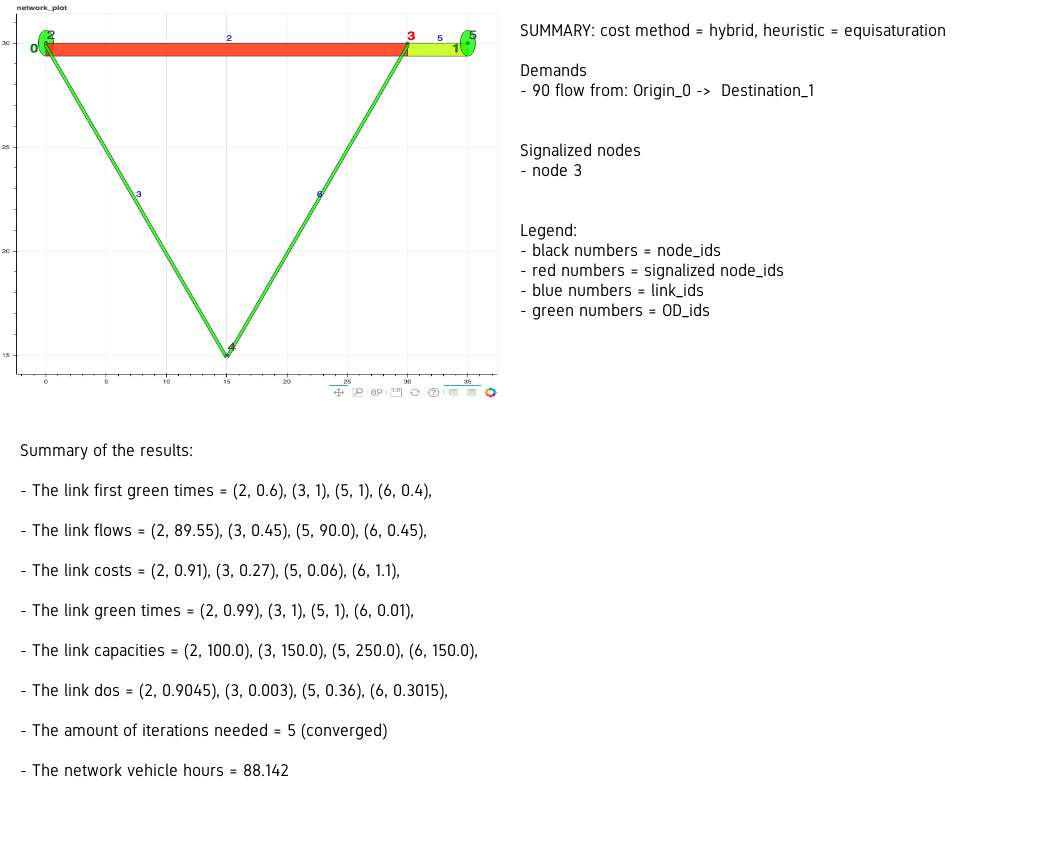 network_plot
2
2
5
3
5
0
1
30
3
6
25
20
4
15
0
5
10
15
20
25
30
35
SUMMARY: cost method = hybrid, heuristic = equisaturation
Demands
- 90 flow from: Origin_0 -> Destination_1
Signalized nodes
- node 3
Legend:
- black numbers = node_ids
- red numbers = signalized node_ids
- blue numbers = link_ids
- green numbers = OD_ids
Summary of the results:
- The link first green times = (2, 0.6), (3, 1), (5, 1), (6, 0.4),
- The link flows = (2, 89.55), (3, 0.45), (5, 90.0), (6, 0.45),
- The link costs = (2, 0.91), (3, 0.27), (5, 0.06), (6, 1.1),
- The link green times = (2, 0.99), (3, 1), (5, 1), (6, 0.01),
- The link capacities = (2, 100.0), (3, 150.0), (5, 250.0), (6, 150.0),
- The link dos = (2, 0.9045), (3, 0.003), (5, 0.36), (6, 0.3015),
- The amount of iterations needed = 5 (converged)
- The network vehicle hours = 88.142